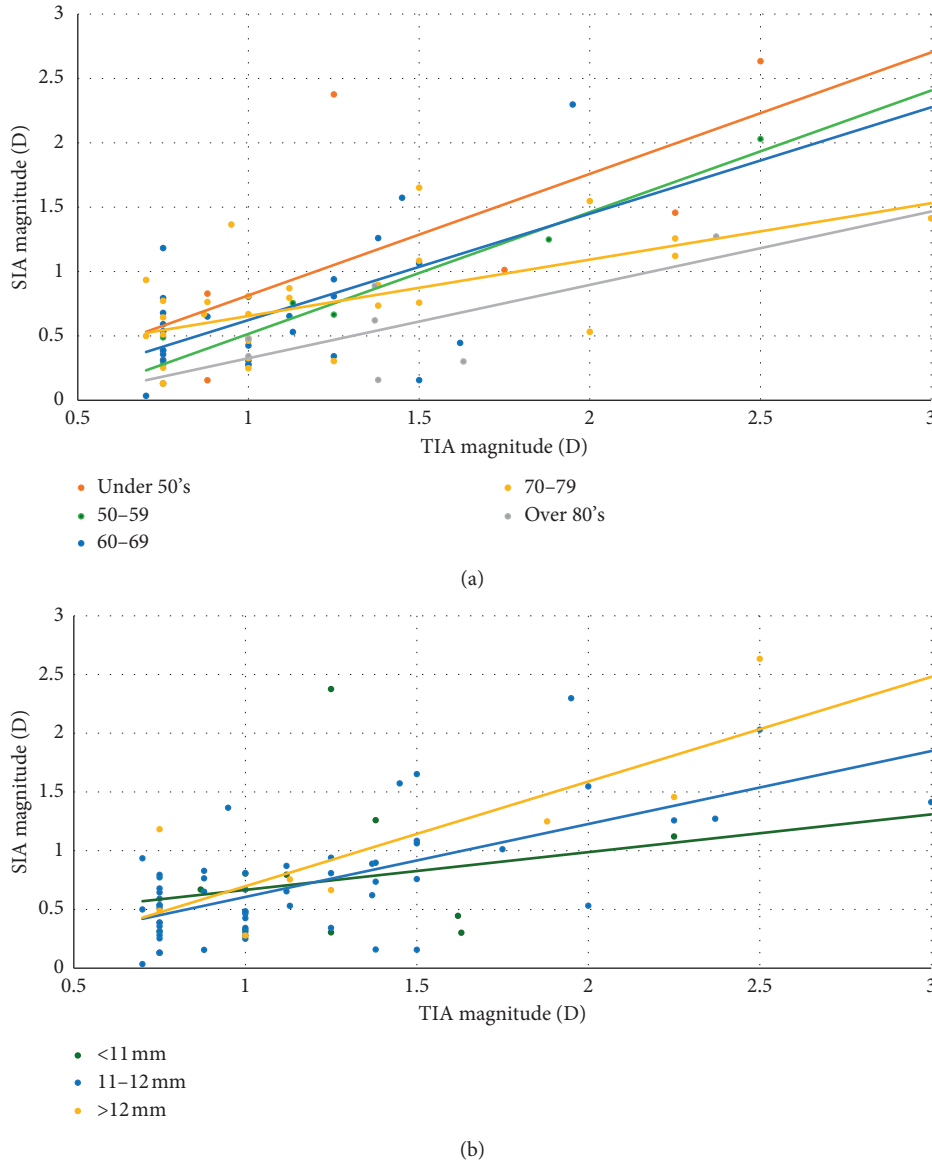 3
2.5
2
1.5
1
0.5
0
SIA magnitude (D)
0.5 1 1.5 2 2.5 3
TIA magnitude (D)
Under 50's
50–59
60–69
70–79
Over 80's
(a)
3
2.5
2
1.5
1
0.5
0
SIA magnitude (D)
0.5 1 1.5 2 2.5 3
TIA magnitude (D)
<11 mm
11–12 mm
>12 mm
(b)